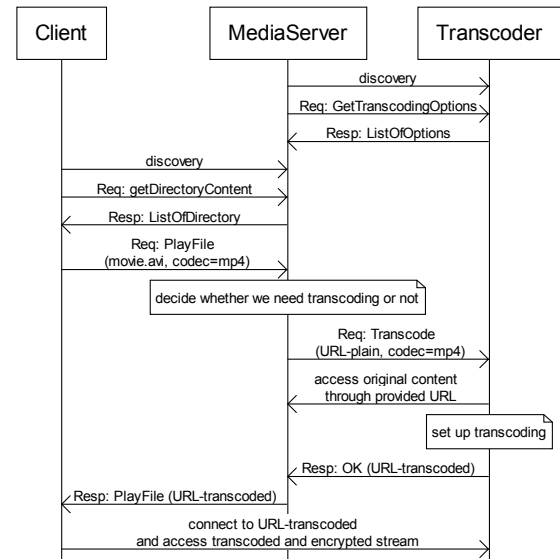 Client
MediaServer
Transcoder
discovery
Req: GetTranscodingOptions
Resp: ListOfOptions
discovery
Req: getDirectoryContent
Resp: ListOfDirectory
Req: PlayFile
(movie.avi, codec=mp4)
decide whether we need transcoding or not
Req: Transcode
(URL-plain, codec=mp4)
access original content
through provided URL
set up transcoding
Resp: OK (URL-transcoded)
Resp: PlayFile (URL-transcoded)
connect to URL-transcoded
and access transcoded and encrypted stream